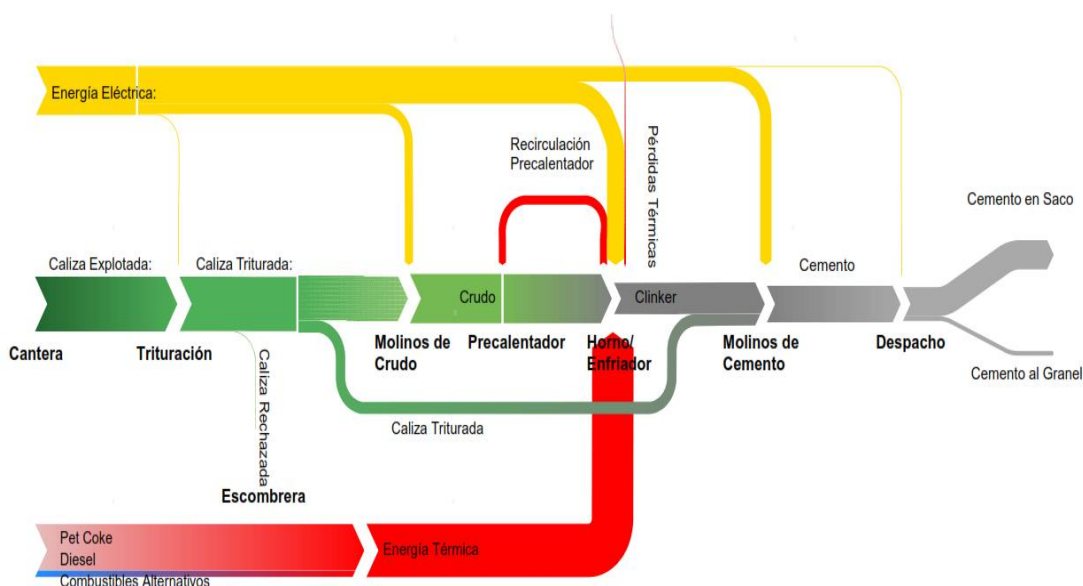 Energía Eléctrica:
Recirculación
Precalentador
Pérdidas Térmicas
Cemento en Saco
Caliza Explotada:
Caliza Triturada:
Cemento
Crudo
Clinker
Cantera
Trituración
Molinos de
Crudo
Precalentador
Horno/
Enfriador
Molinos de
Cemento
Despacho
Cemento al Granel
Caliza Rechazada
Caliza Triturada
Escombrera
Pet Coke
Diesel
Combustibles Alternativos
Energía Térmica